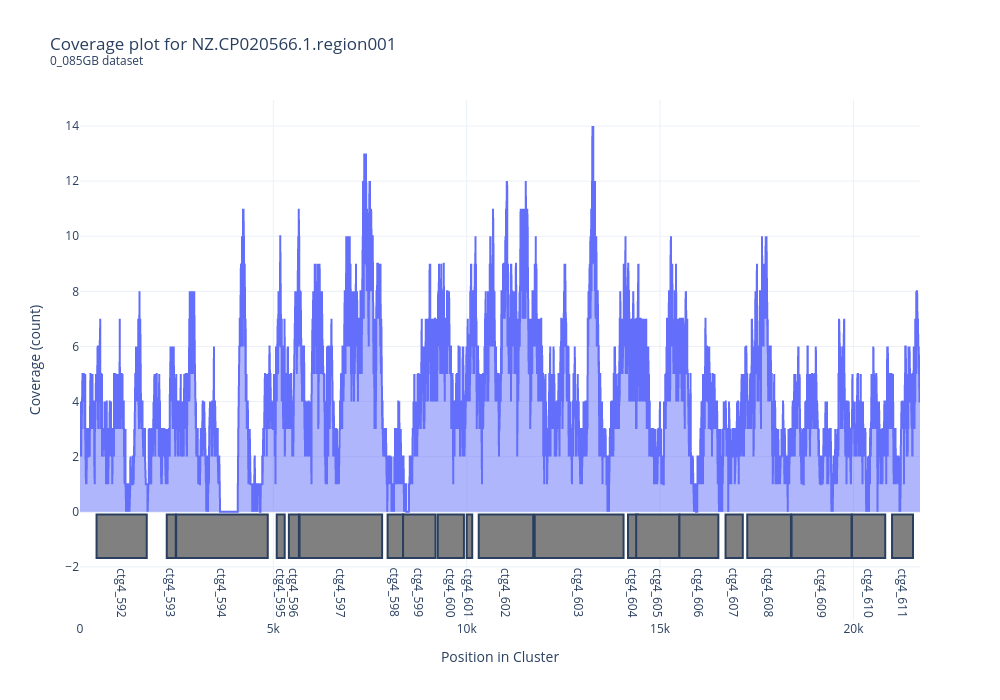 Coverage plot for NZ.CP020566.1.region001
0_085GB dataset
Coverage (count)
14
12
10
8
6
4
2
0
−2
ctg4_592
ctg4_593
ctg4_594
ctg4_595
ctg4_596
ctg4_597
ctg4_598
ctg4_599
ctg4_600
ctg4_601
ctg4_602
ctg4_603
ctg4_604
ctg4_605
ctg4_606
ctg4_607
ctg4_608
ctg4_609
ctg4_610
ctg4_611
0
5k
10k
15k
20k
Position in Cluster